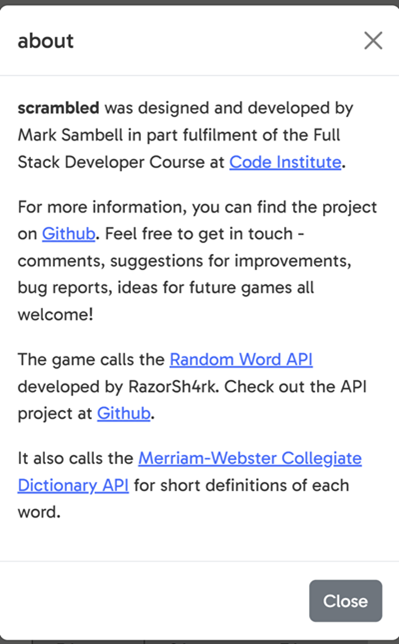 about
scrambled was designed and developed by
Mark Sambell in part fulfilment of the Full
Stack Developer Course at Code Institute.
For more information, you can find the project
on Github. Feel free to get in touch -
comments, suggestions for improvements,
bug reports, ideas for future games all
welcome!
The game calls the Random Word API
developed by RazorSh4rk. Check out the API
project at Github.
It also calls the Merriam-Webster Collegiate
Dictionary API for short definitions of each
word.
Close